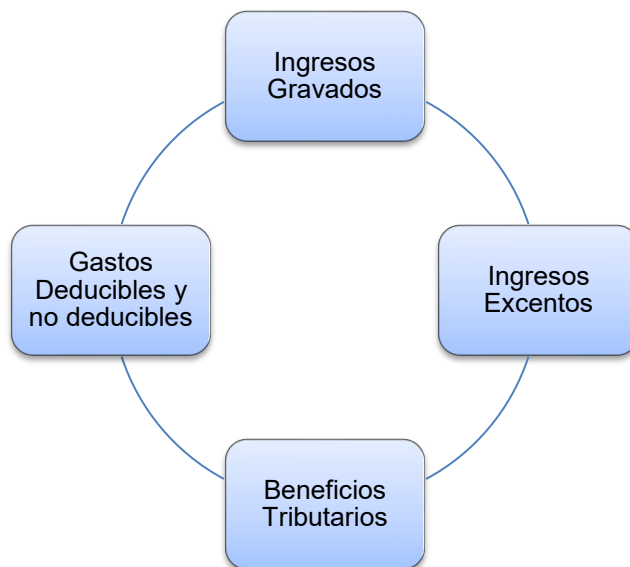 Ingresos
Gravados
Ingresos
Excentos
Beneficios
Tributarios
Gastos
Deducibles y
no deducibles